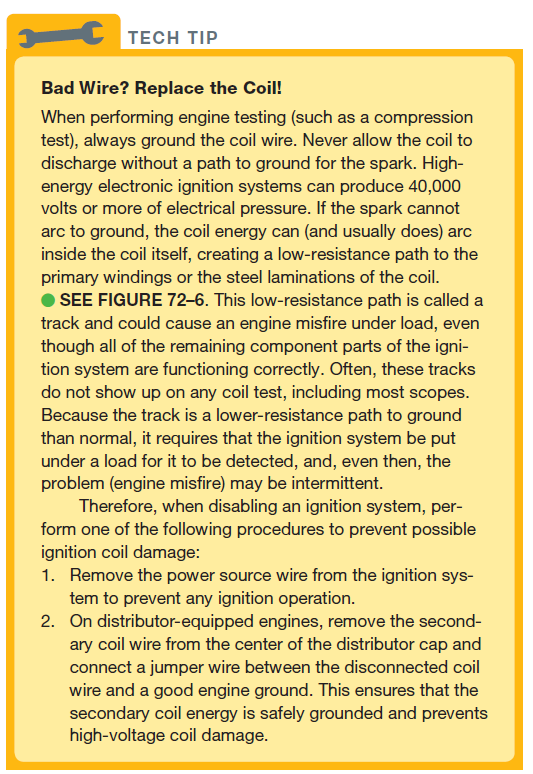 TECH TIP
Bad Wire? Replace the Coil!
When performing engine testing (such as a compression
test), always ground the coil wire. Never allow the coil to
discharge without a path to ground for the spark. High-
energy electronic ignition systems can produce 40,000
volts or more of electrical pressure. If the spark cannot
arc to ground, the coil energy can (and usually does) arc
inside the coil itself, creating a low-resistance path to the
primary windings or the steel laminations of the coil.
● SEE FIGURE 72–6. This low-resistance path is called a
track and could cause an engine misfire under load, even
though all of the remaining component parts of the igni-
tion system are functioning correctly. Often, these tracks
do not show up on any coil test, including most scopes.
Because the track is a lower-resistance path to ground
than normal, it requires that the ignition system be put
under a load for it to be detected, and, even then, the
problem (engine misfire) may be intermittent.
Therefore, when disabling an ignition system, per-
form one of the following procedures to prevent possible
ignition coil damage:
1. Remove the power source wire from the ignition sys-
tem to prevent any ignition operation.
2. On distributor-equipped engines, remove the second-
ary coil wire from the center of the distributor cap and
connect a jumper wire between the disconnected coil
wire and a good engine ground. This ensures that the
secondary coil energy is safely grounded and prevents
high-voltage coil damage.